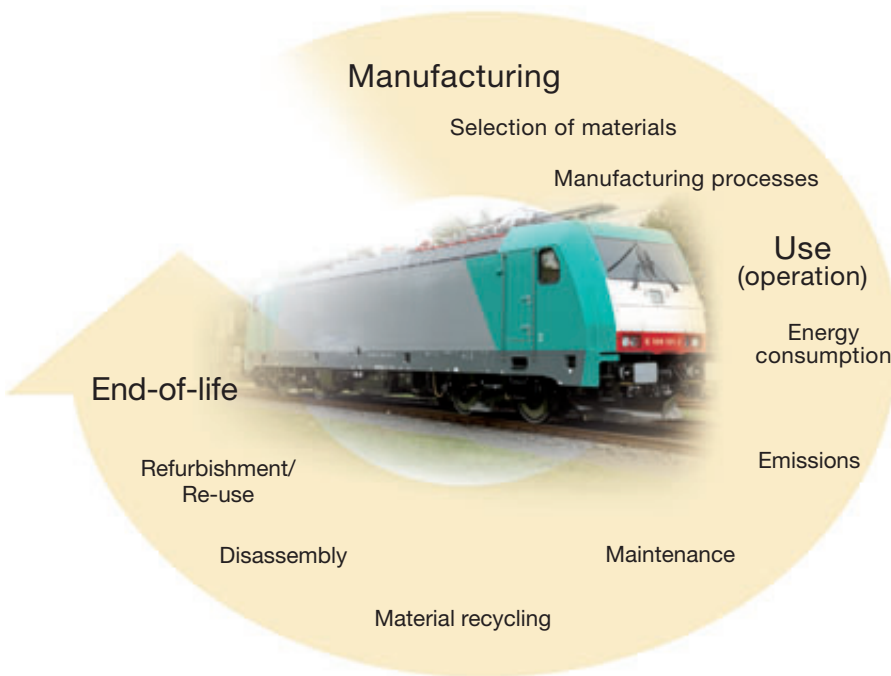 Manufacturing
Selection of materials
Manufacturing processes
Use
(operation)
Energy
consumption
Emissions
Maintenance
Material recycling
Disassembly
Refurbishment/
Re-use
End-of-life